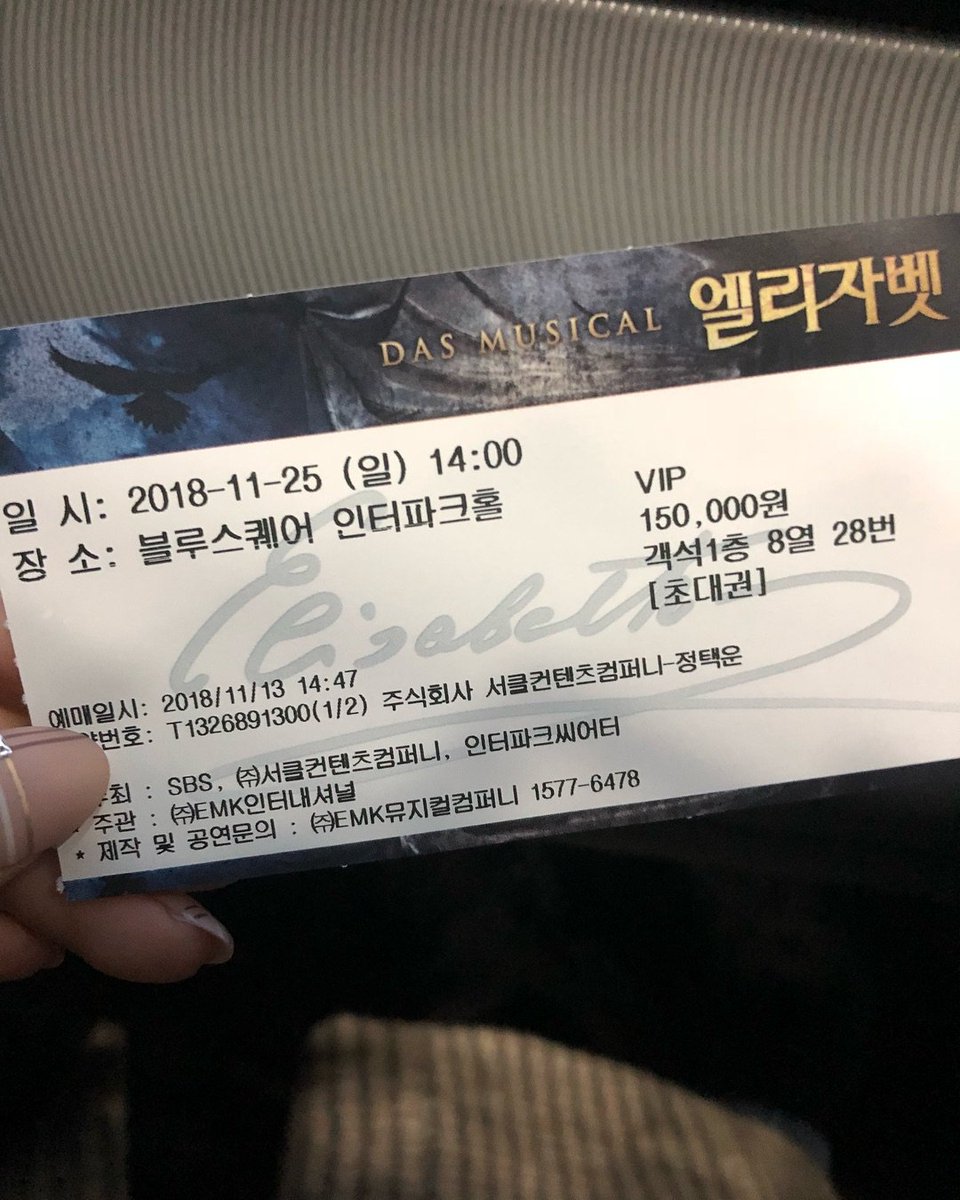 DAS MUSICAL 엘리자벳
일 시: 2018-11-25 (일) 14:00
장 소: 블루스퀘어 인터파크홀
VIP
150,000원
객석1층 8열 28번
[초대권]
Elisabeth
예매일시: 2018/11/13 14:47
번호: T1326891300(1/2) 주식회사 서클컨텐츠컴퍼니-정택운
최 : SBS, ㈜서클컨텐츠컴퍼니, 인터파크씨어터
주관 : ㈜EMK인터내셔널
* 제작 및 공연문의 : ㈜EMK뮤지컬컴퍼니 1577-6478